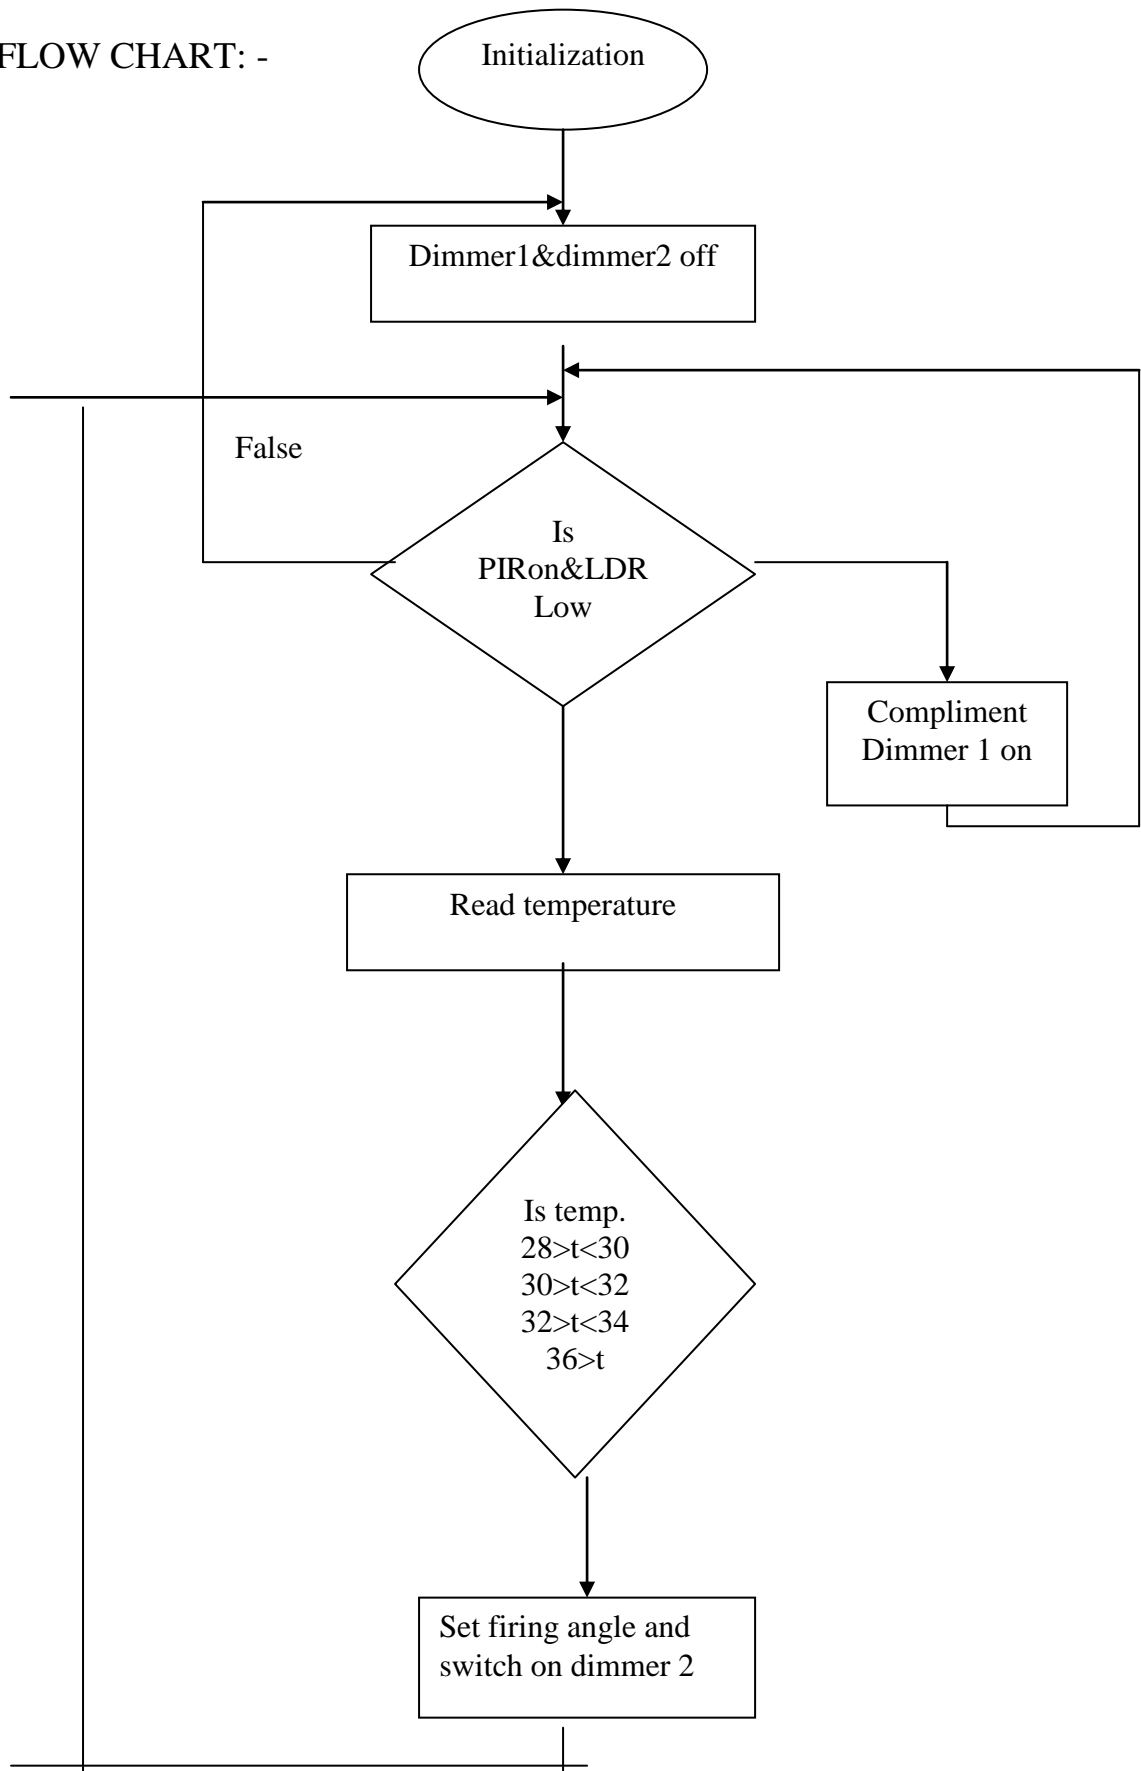 FLOW CHART: -
Initialization
Dimmer1&dimmer2 off
False
Is
PIRon&LDR
Low
Compliment
Dimmer 1 on
Read temperature
Is temp.
28>t<30
30>t<32
32>t<34
36>t
Set firing angle and
switch on dimmer 2